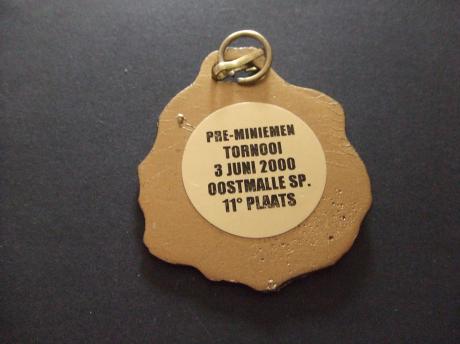 PRE-MINIEMEN
TORNOOI
3 JUNI 2000
OOSTMALLE SP.
11° PLAATS